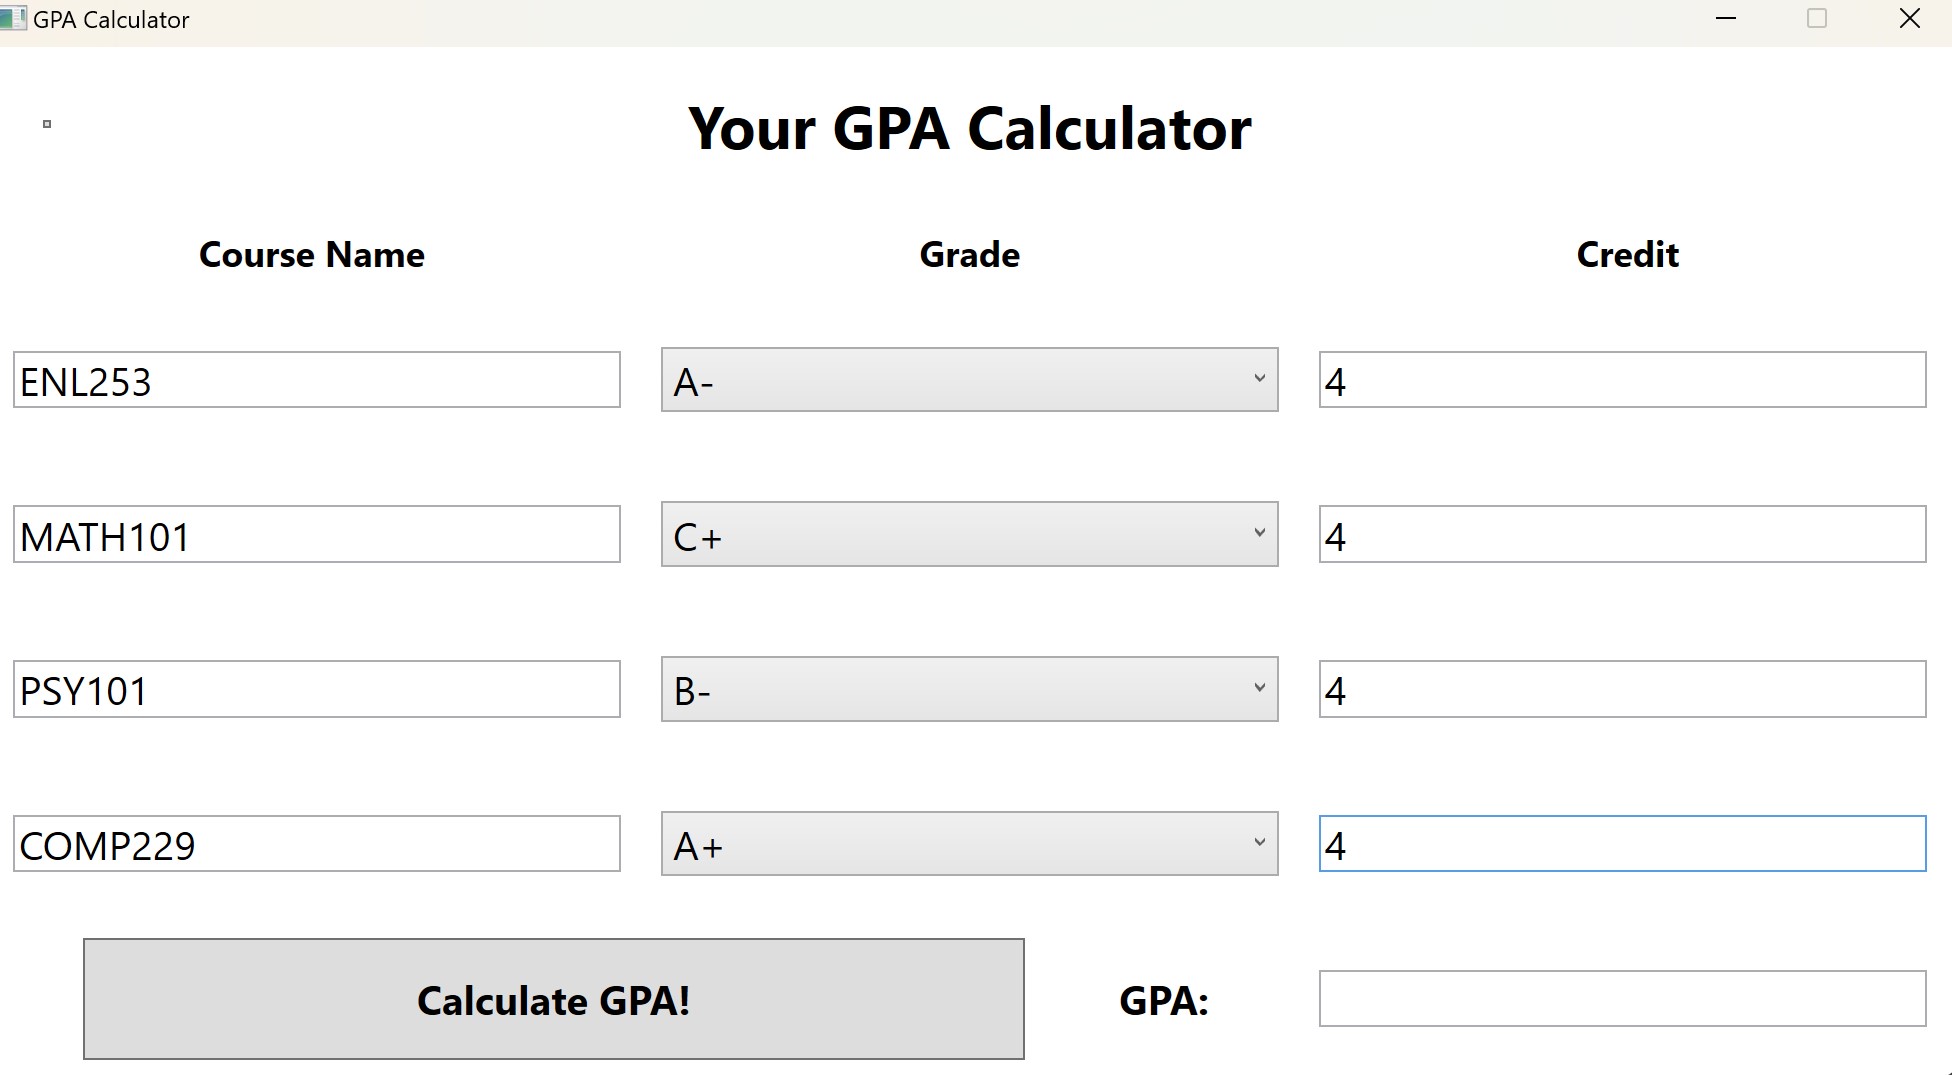 GPA Calculator
Your GPA Calculator
Course Name Grade Credit
ENL253 A- 4
MATH101 C+ 4
PSY101 B- 4
COMP229 A+ 4
Calculate GPA! GPA: